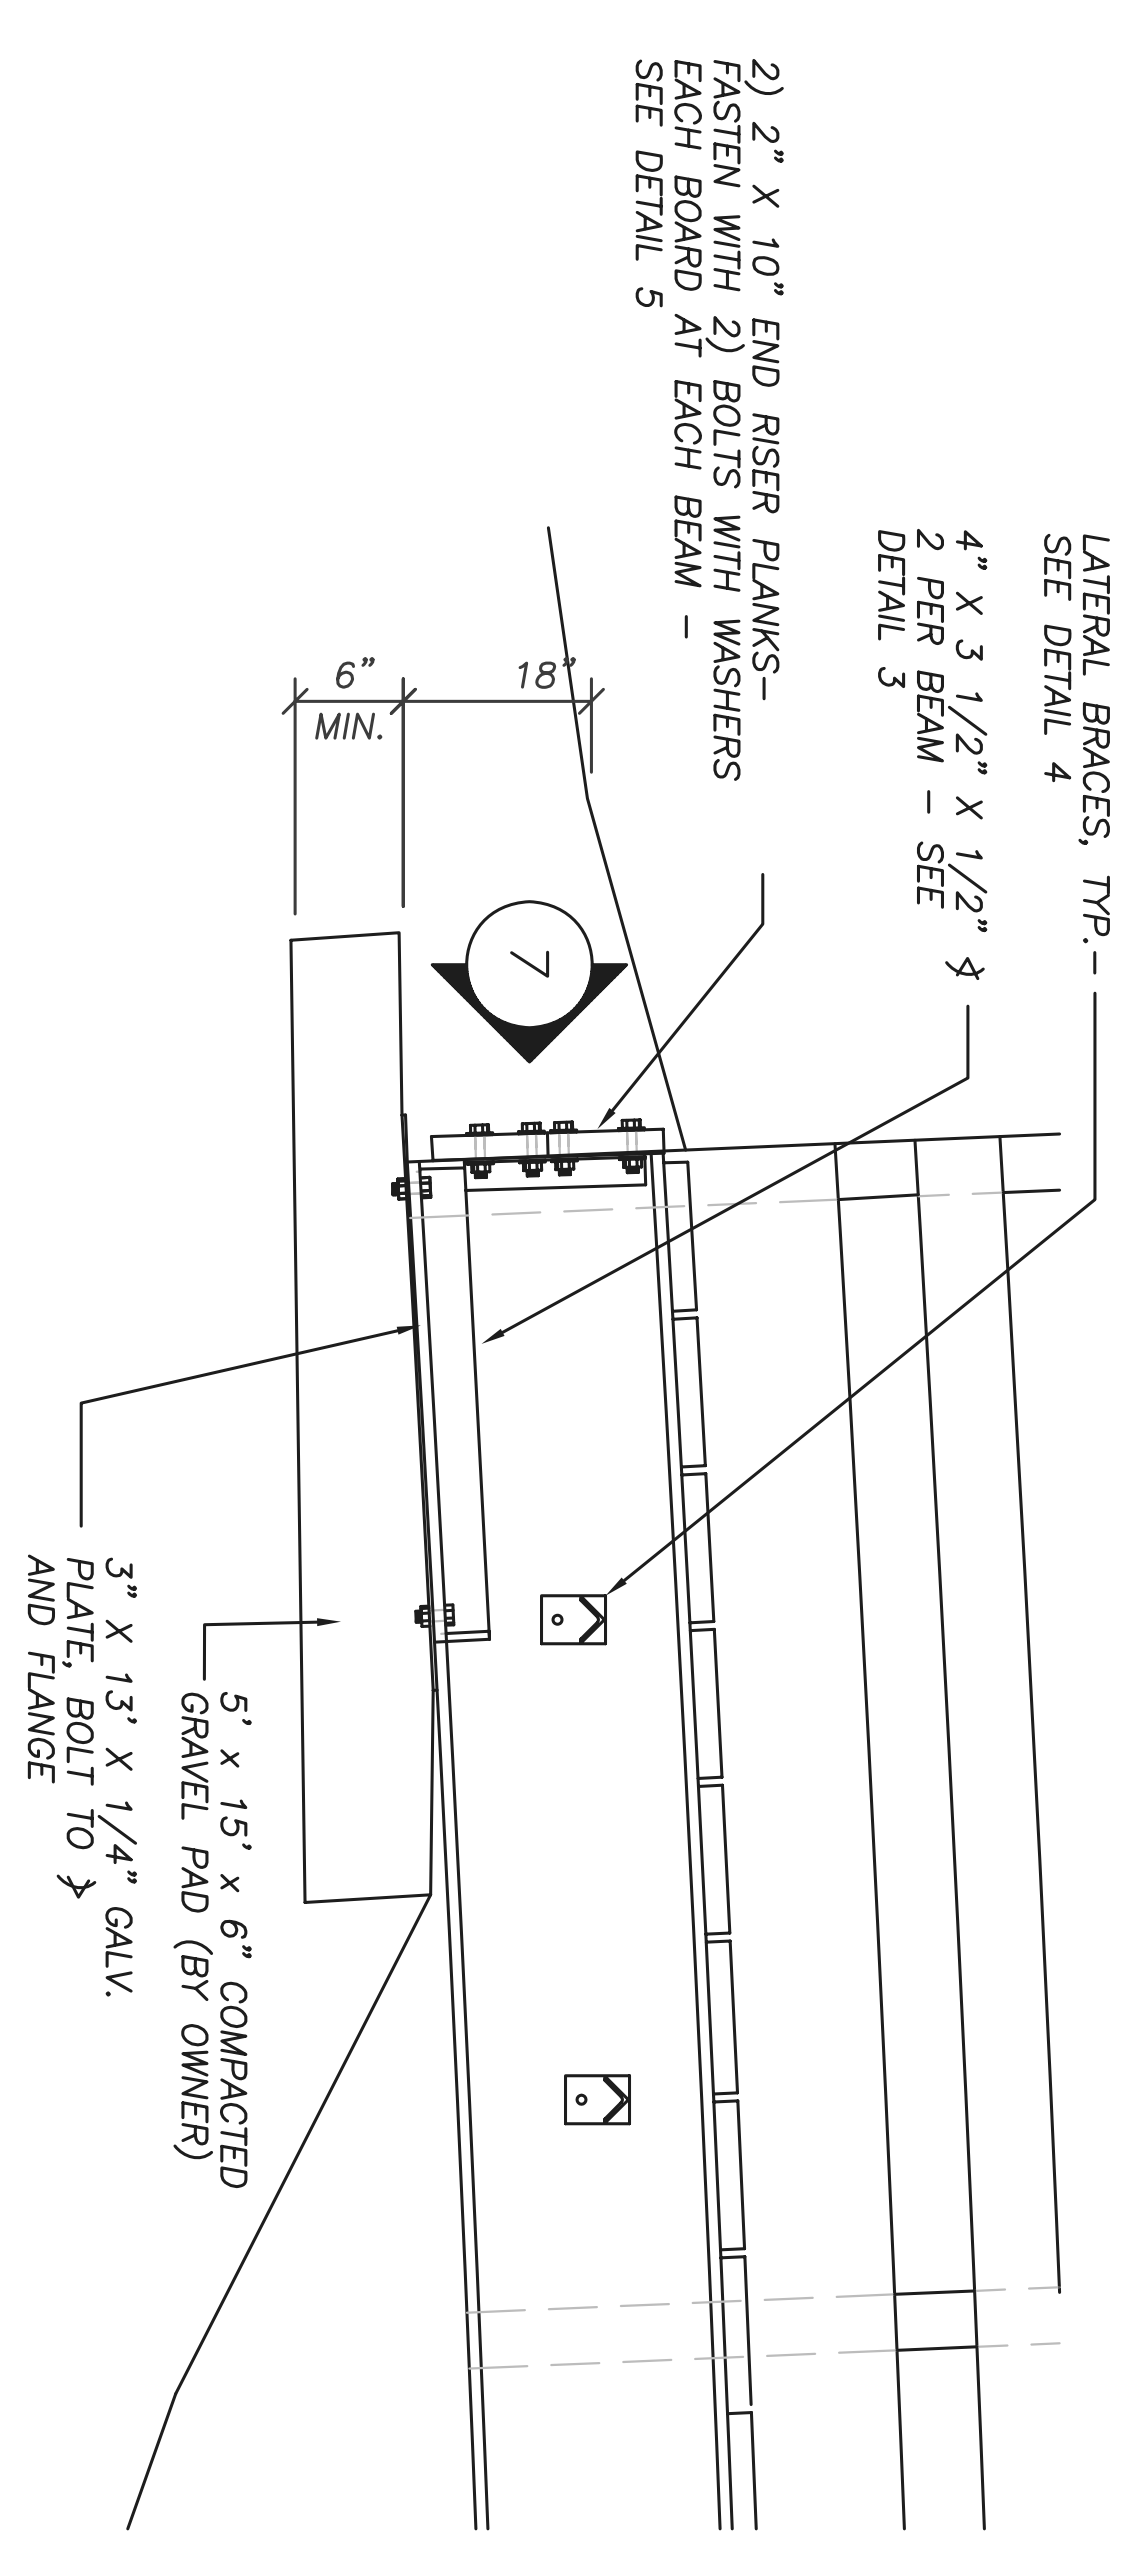 LATERAL BRACES, TYP.
SEE DETAIL 4
4" X 3 1/2" X 1/2" ∡
2 PER BEAM - SEE
DETAIL 3
2) 2" X 10" END RISER PLANKS-
FASTEN WITH 2) BOLTS WITH WASHERS
EACH BOARD AT EACH BEAM -
SEE DETAIL 5
18"
6"
MIN.
7
5' x 15' x 6" COMPACTED
GRAVEL PAD (BY OWNER)
3" X 13' X 1/4" GALV.
PLATE, BOLT TO ∡
AND FLANGE